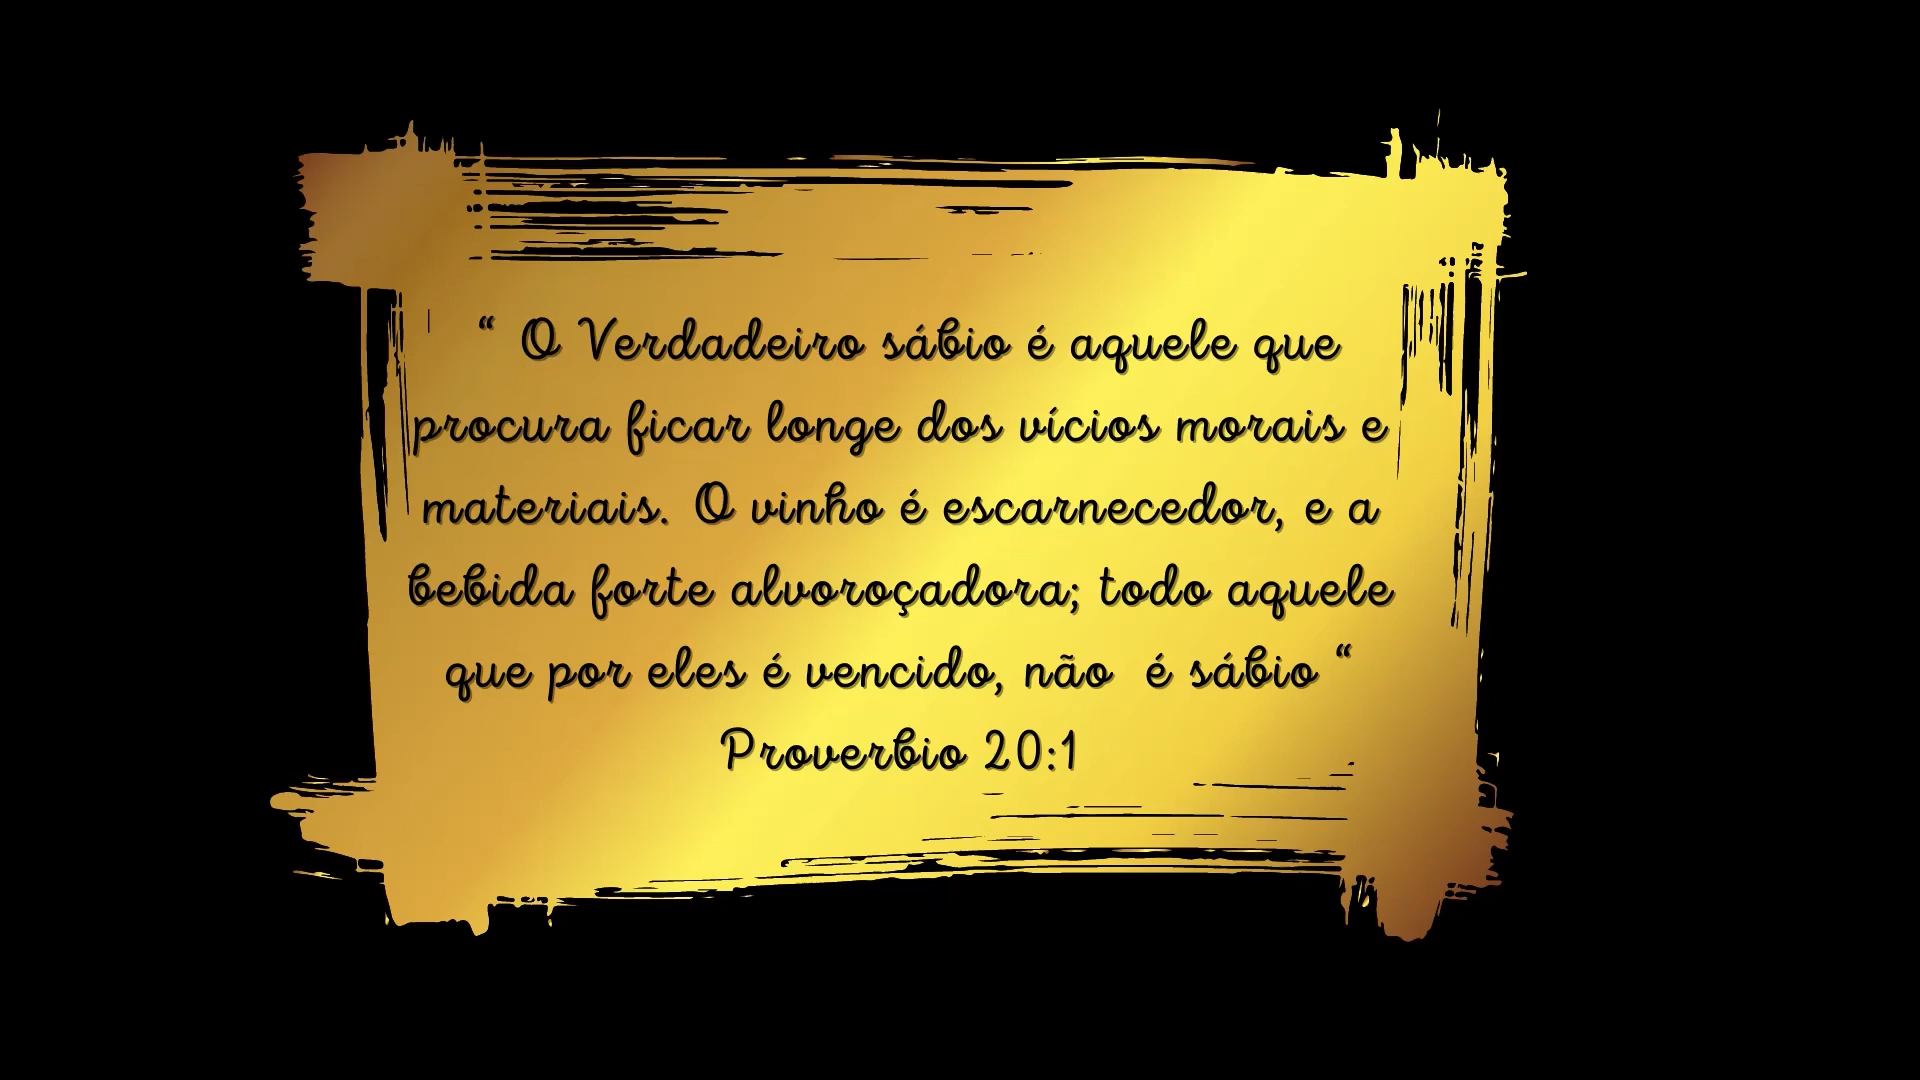 “ O Verdadeiro sábio é aquele que
procura ficar longe dos vícios morais e
materiais. O vinho é escarnecedor, e a
bebida forte alvoroçadora; todo aquele
que por eles é vencido, não  é sábio “
Proverbio 20:1